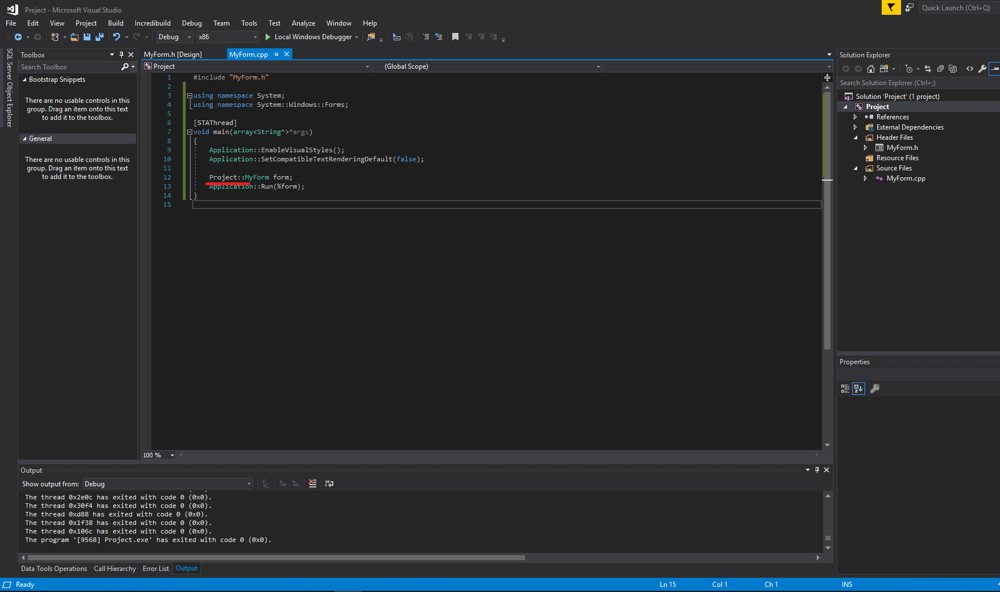 Project - Microsoft Visual Studio
Quick Launch (Ctrl+Q)
File Edit View Project Build Incredibuild Debug Team Tools Test Analyze Window Help
Debug x86 Local Windows Debugger
SQL Server Object Explorer
Toolbox
Search Toolbox
Bootstrap Snippets
There are no usable controls in this
group. Drag an item onto this text
to add it to the toolbox.
General
There are no usable controls in this
group. Drag an item onto this text
to add it to the toolbox.
MyForm.h [Design] MyForm.cpp
Project (Global Scope)
1 #include "MyForm.h"
2
3 using namespace System;
4 using namespace System::Windows::Forms;
5
6 [STAThread]
7 void main(array<String^>^args)
8 {
9 Application::EnableVisualStyles();
10 Application::SetCompatibleTextRenderingDefault(false);
11
12 Project::MyForm form;
13 Application::Run(%form);
14 }
15
100 %
Solution Explorer
Search Solution Explorer (Ctrl+;)
Solution 'Project' (1 project)
Project
References
External Dependencies
Header Files
MyForm.h
Resource Files
Source Files
MyForm.cpp
Properties
Output
Show output from: Debug
The thread 0x2e0c has exited with code 0 (0x0).
The thread 0x30f4 has exited with code 0 (0x0).
The thread 0xd88 has exited with code 0 (0x0).
The thread 0x1f38 has exited with code 0 (0x0).
The thread 0x106c has exited with code 0 (0x0).
The program '[9568] Project.exe' has exited with code 0 (0x0).
Data Tools Operations Call Hierarchy Error List Output
Ready Ln 15 Col 1 Ch 1 INS